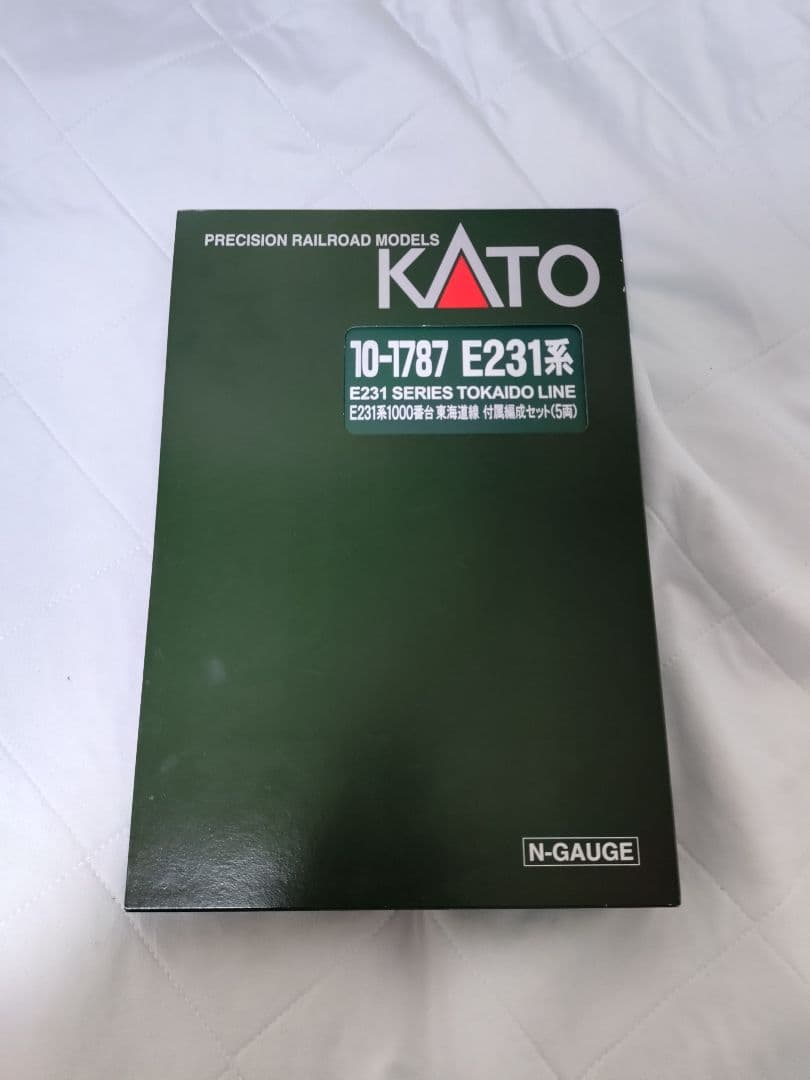 PRECISION RAILROAD MODELS
KATO
10-1787 E231系
E231 SERIES TOKAIDO LINE
E231系1000番台 東海道線 付属編成セット(5両)
N-GAUGE